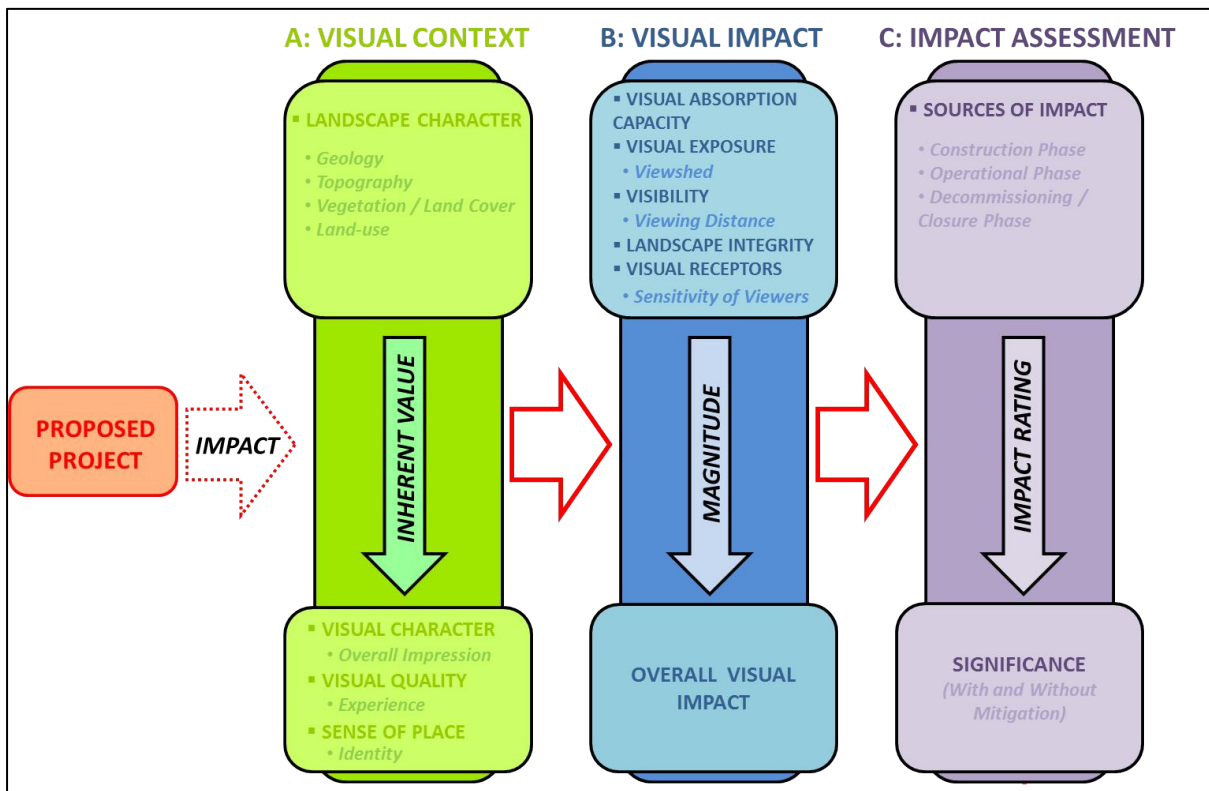 A: VISUAL CONTEXT
▪ LANDSCAPE CHARACTER
• Geology
• Topography
• Vegetation / Land Cover
• Land-use
INHERENT VALUE
▪ VISUAL CHARACTER
• Overall Impression
▪ VISUAL QUALITY
• Experience
▪ SENSE OF PLACE
• Identity
B: VISUAL IMPACT
▪ VISUAL ABSORPTION
CAPACITY
▪ VISUAL EXPOSURE
• Viewshed
▪ VISIBILITY
• Viewing Distance
▪ LANDSCAPE INTEGRITY
▪ VISUAL RECEPTORS
• Sensitivity of Viewers
MAGNITUDE
OVERALL VISUAL
IMPACT
C: IMPACT ASSESSMENT
▪ SOURCES OF IMPACT
• Construction Phase
• Operational Phase
• Decommissioning /
Closure Phase
IMPACT RATING
SIGNIFICANCE
(With and Without
Mitigation)
PROPOSED
PROJECT
IMPACT